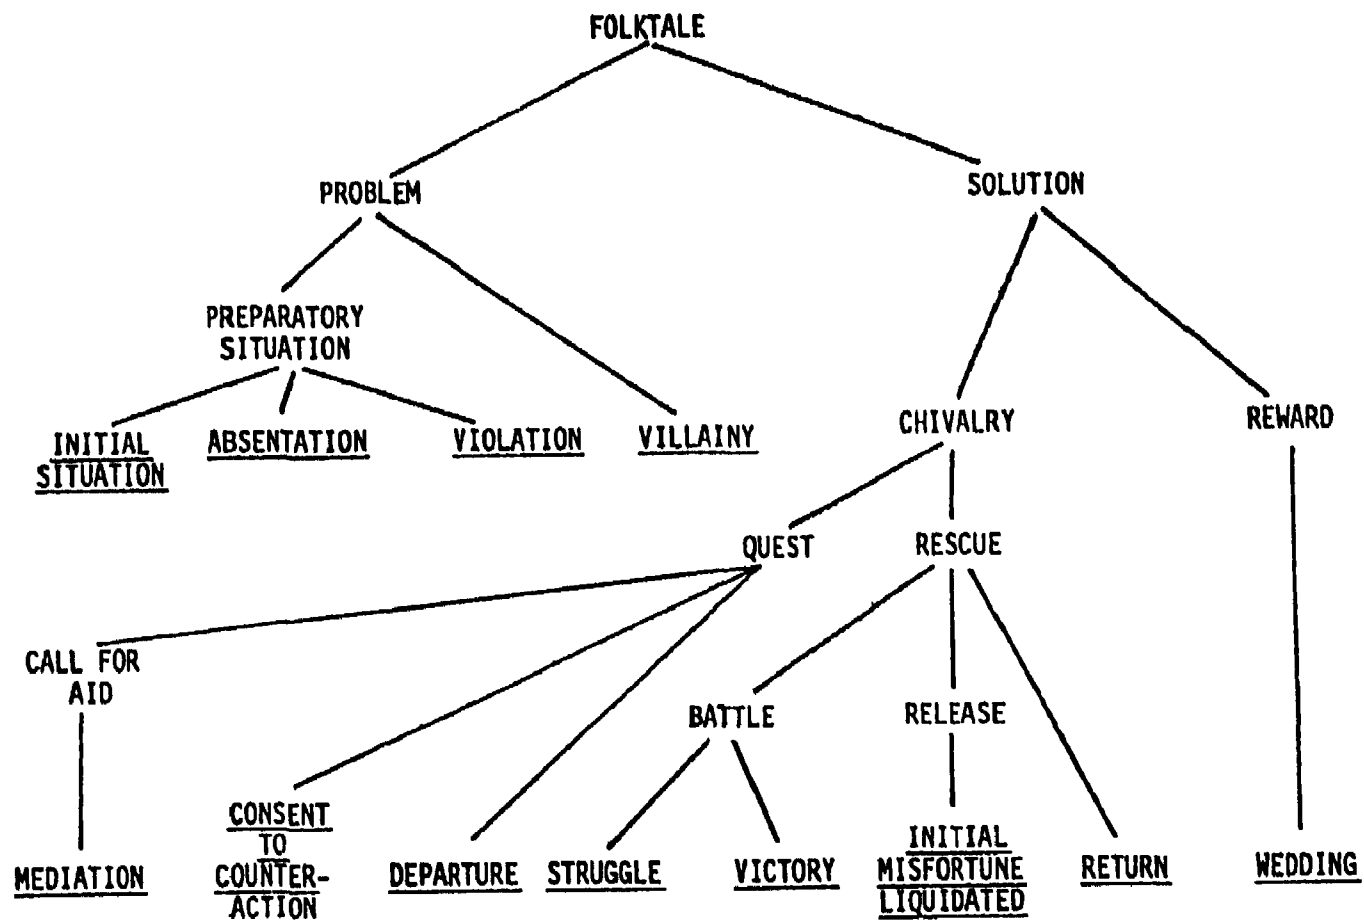 FOLKTALE
PROBLEM
SOLUTION
PREPARATORY
SITUATION
INITIAL
SITUATION
ABSENTATION
VIOLATION
VILLAINY
CHIVALRY
REWARD
QUEST
RESCUE
CALL FOR
AID
BATTLE
RELEASE
MEDIATION
CONSENT
TO
COUNTER-
ACTION
DEPARTURE
STRUGGLE
VICTORY
INITIAL
MISFORTUNE
LIQUIDATED
RETURN
WEDDING